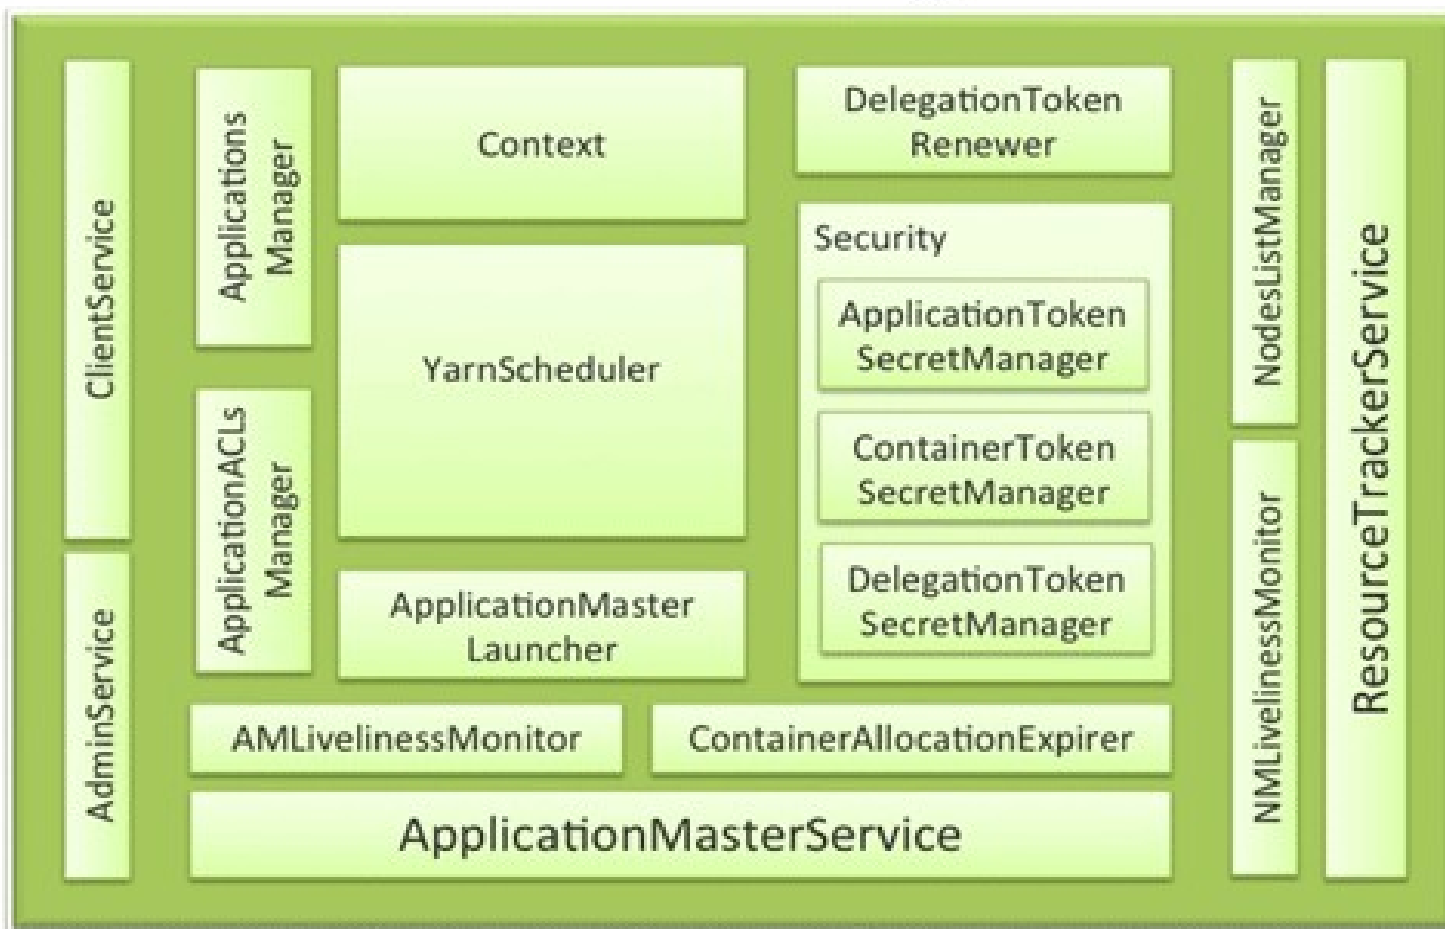 ClientService
AdminService
Applications
Manager
ApplicationACLs
Manager
Context
YarnScheduler
ApplicationMaster
Launcher
DelegationToken
Renewer
Security
ApplicationToken
SecretManager
ContainerToken
SecretManager
DelegationToken
SecretManager
AMLivelinessMonitor
ContainerAllocationExpirer
ApplicationMasterService
NodesListManager
NMLivelinessMonitor
ResourceTrackerService